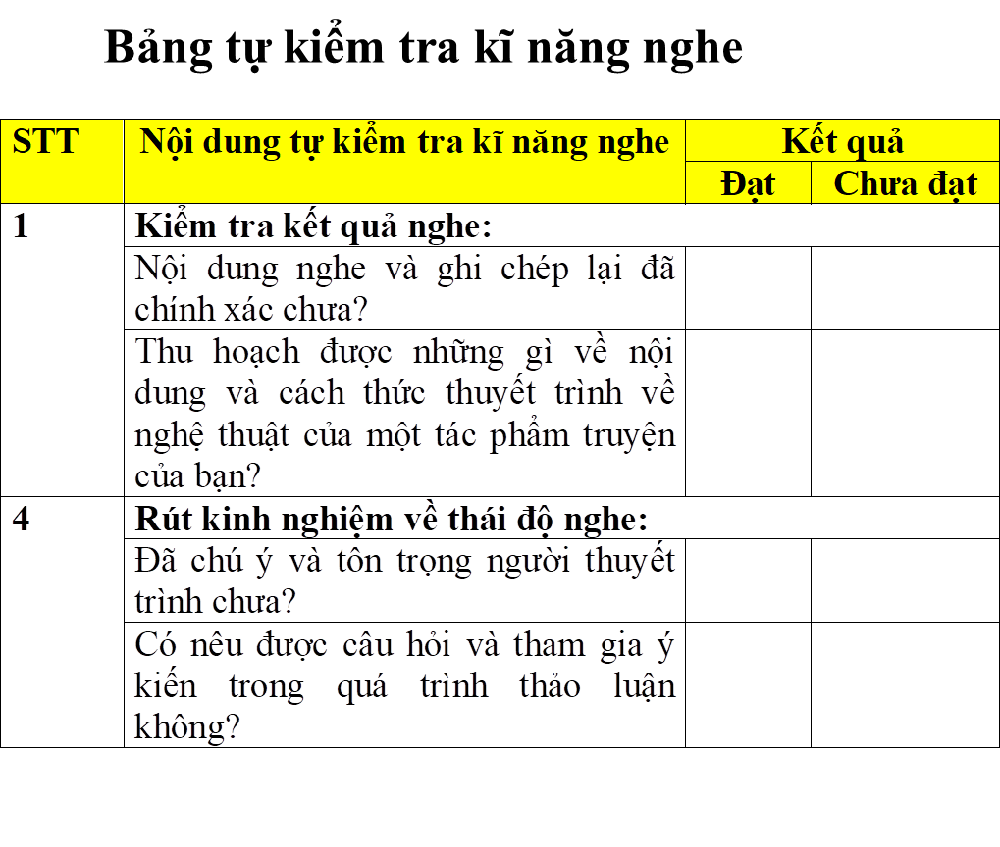 Bảng tự kiểm tra kĩ năng nghe
STT Nội dung tự kiểm tra kĩ năng nghe Kết quả
Đạt Chưa đạt
1 Kiểm tra kết quả nghe:
Nội dung nghe và ghi chép lại đã
chính xác chưa?
Thu hoạch được những gì về nội
dung và cách thức thuyết trình về
nghệ thuật của một tác phẩm truyện
của bạn?
4 Rút kinh nghiệm về thái độ nghe:
Đã chú ý và tôn trọng người thuyết
trình chưa?
Có nêu được câu hỏi và tham gia ý
kiến trong quá trình thảo luận
không?